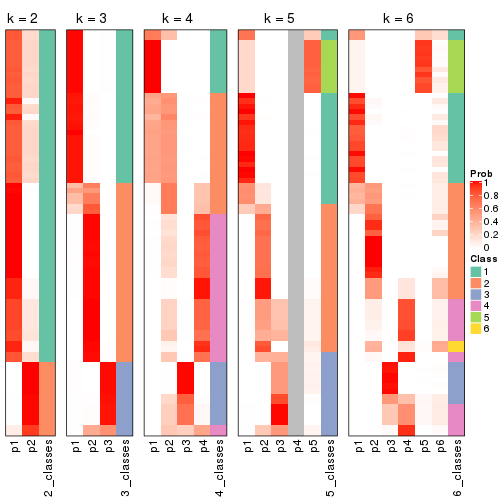 k = 2
k = 3
k = 4
k = 5
k = 6
Prob
1
0.8
0.6
0.4
0.2
0
Class
1
2
3
4
5
6
p1 p2 2_classes
p1 p2 p3 3_classes
p1 p2 p3 p4 4_classes
p1 p2 p3 p4 p5 5_classes
p1 p2 p3 p4 p5 p6 6_classes